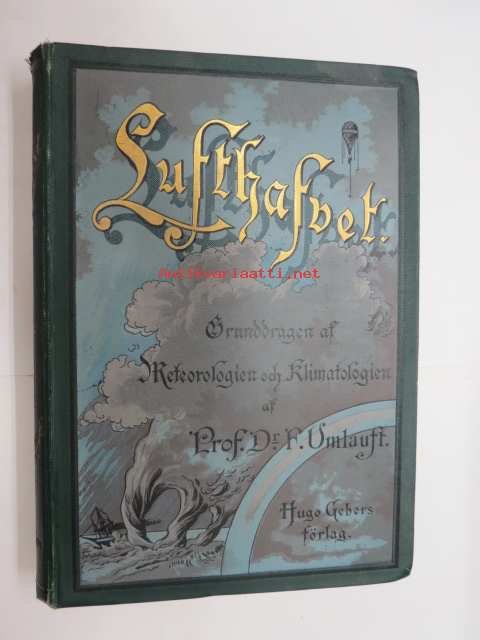 Lufthafvet.
Antikvariaatti.net
Grunddragen af
Meteorologien och Klimatologien
af
Prof. Dr. F. Umlauft.
Hugo Gebers
förlag.